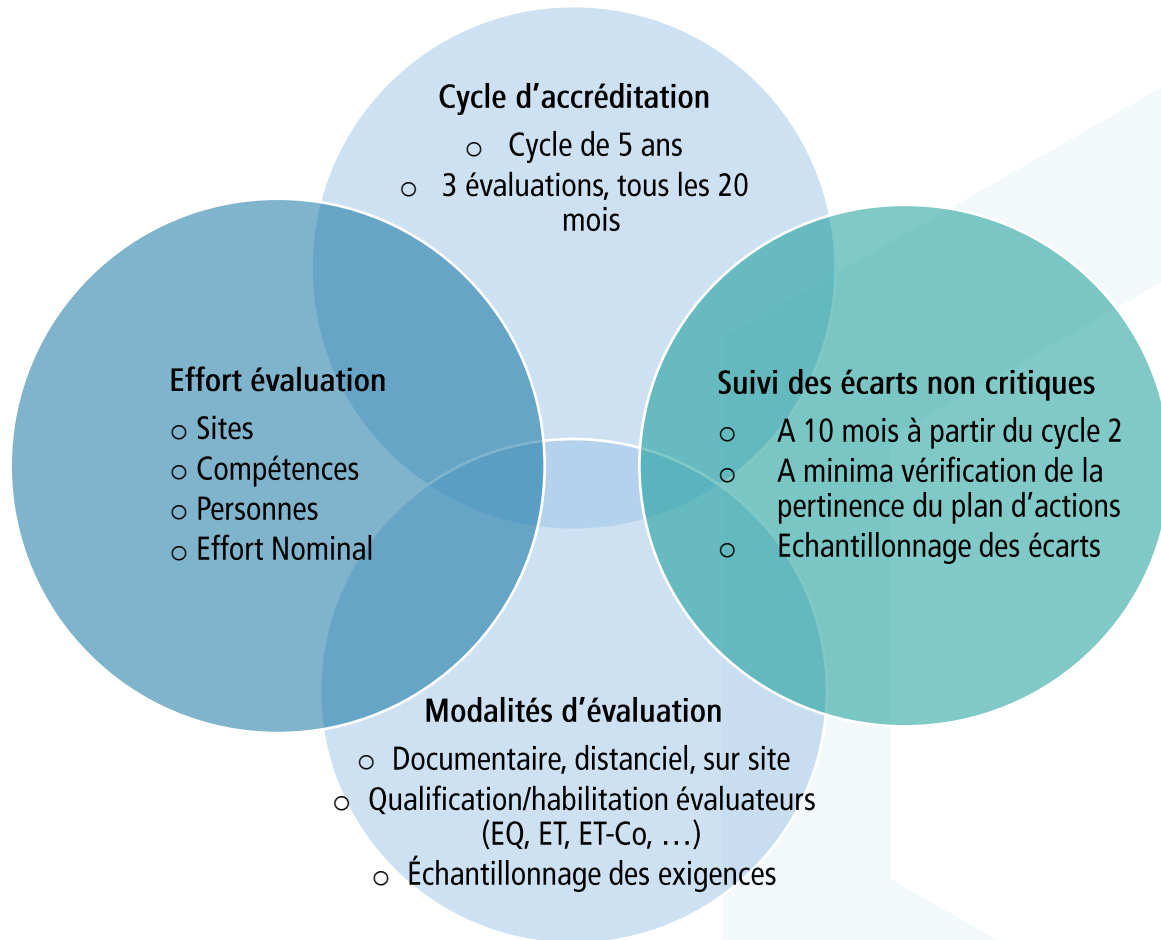 Cycle d’accréditation
o Cycle de 5 ans
o 3 évaluations, tous les 20
mois
Effort évaluation
o Sites
o Compétences
o Personnes
o Effort Nominal
Suivi des écarts non critiques
o A 10 mois à partir du cycle 2
o A minima vérification de la
pertinence du plan d’actions
o Echantillonnage des écarts
Modalités d’évaluation
o Documentaire, distanciel, sur site
o Qualification/habilitation évaluateurs
(EQ, ET, ET-Co, …)
o Échantillonnage des exigences